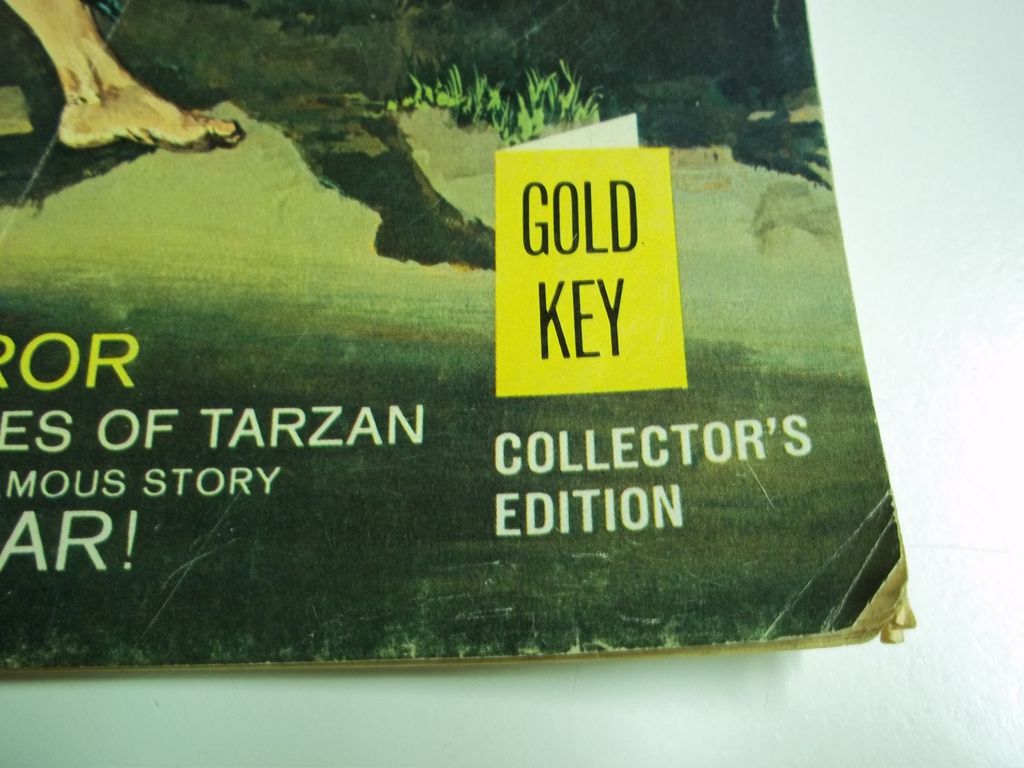 GOLD
KEY
ROR
ES OF TARZAN
MOUS STORY
AR!
COLLECTOR'S
EDITION